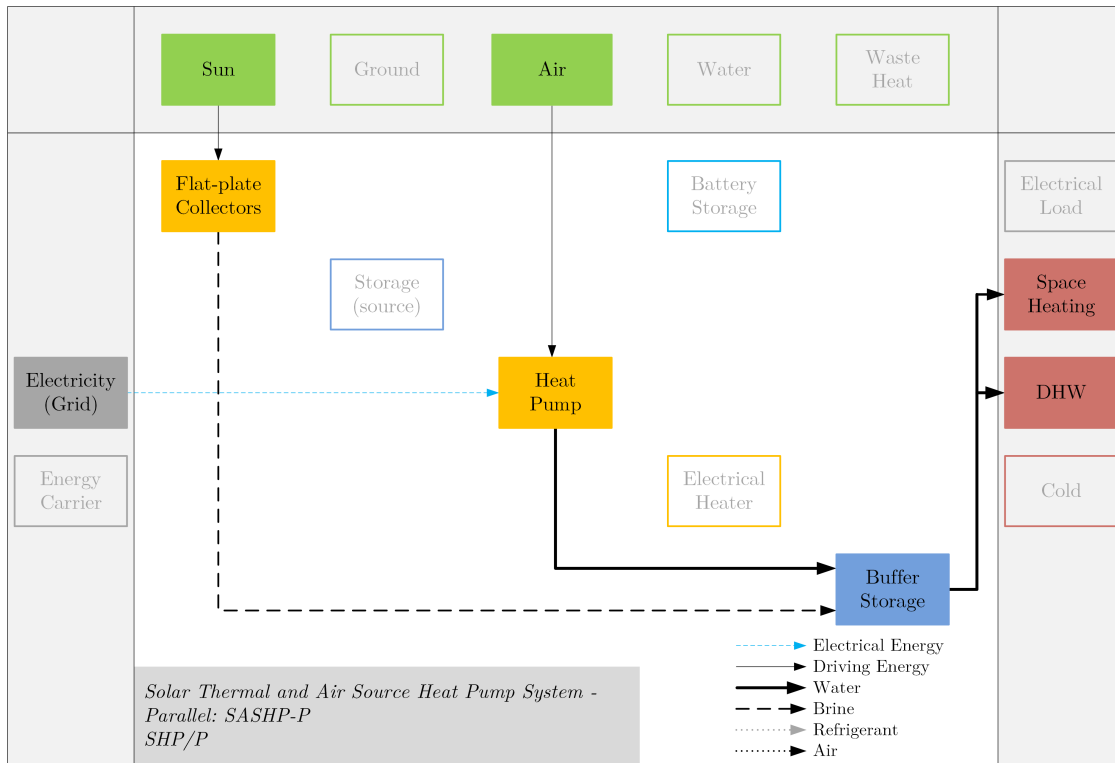 Sun
Ground
Air
Water
Waste
Heat
Flat-plate
Collectors
Battery
Storage
Electrical
Load
Storage
(source)
Space
Heating
Electricity
(Grid)
Heat
Pump
DHW
Energy
Carrier
Electrical
Heater
Cold
Buffer
Storage
Electrical Energy
Driving Energy
Water
Brine
Refrigerant
Air
Solar Thermal and Air Source Heat Pump System -
Parallel: SASHP-P
SHP/P